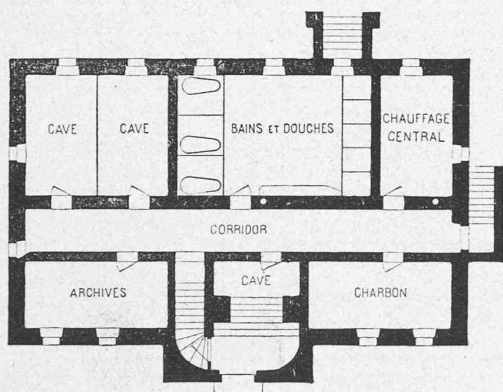 CAVE
CAVE
BAINS ET DOUCHES
CHAUFFAGE
CENTRAL
CORRIDOR
ARCHIVES
CAVE
CHARBON